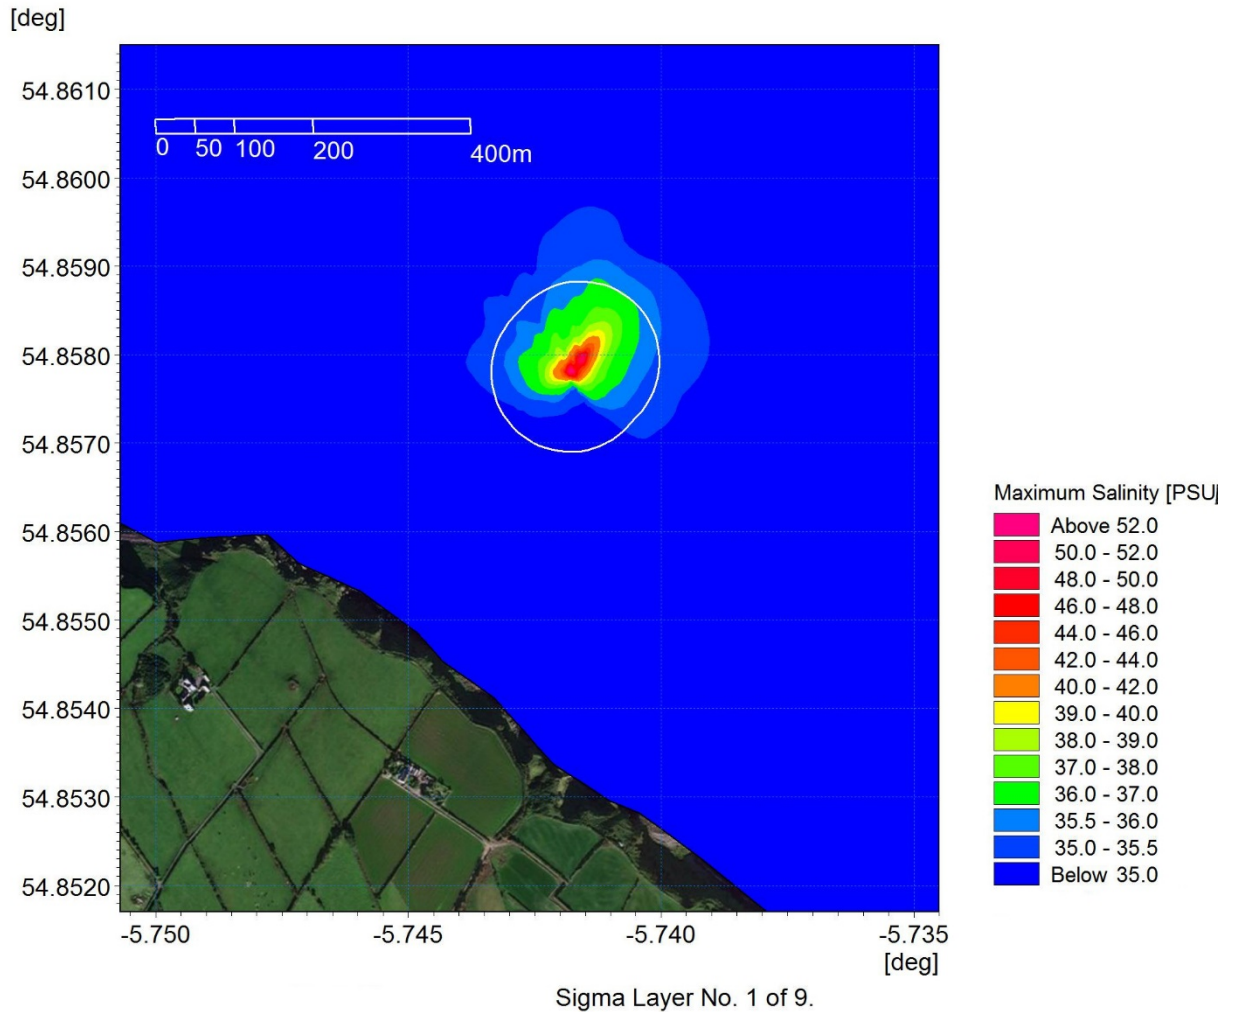 [deg]
54.8610
54.8600
54.8590
54.8580
54.8570
54.8560
54.8550
54.8540
54.8530
54.8520
0 50 100 200 400m
-5.750 -5.745 -5.740 -5.735
[deg]
Sigma Layer No. 1 of 9.
Maximum Salinity [PSU]
Above 52.0
50.0 - 52.0
48.0 - 50.0
46.0 - 48.0
44.0 - 46.0
42.0 - 44.0
40.0 - 42.0
39.0 - 40.0
38.0 - 39.0
37.0 - 38.0
36.0 - 37.0
35.5 - 36.0
35.0 - 35.5
Below 35.0